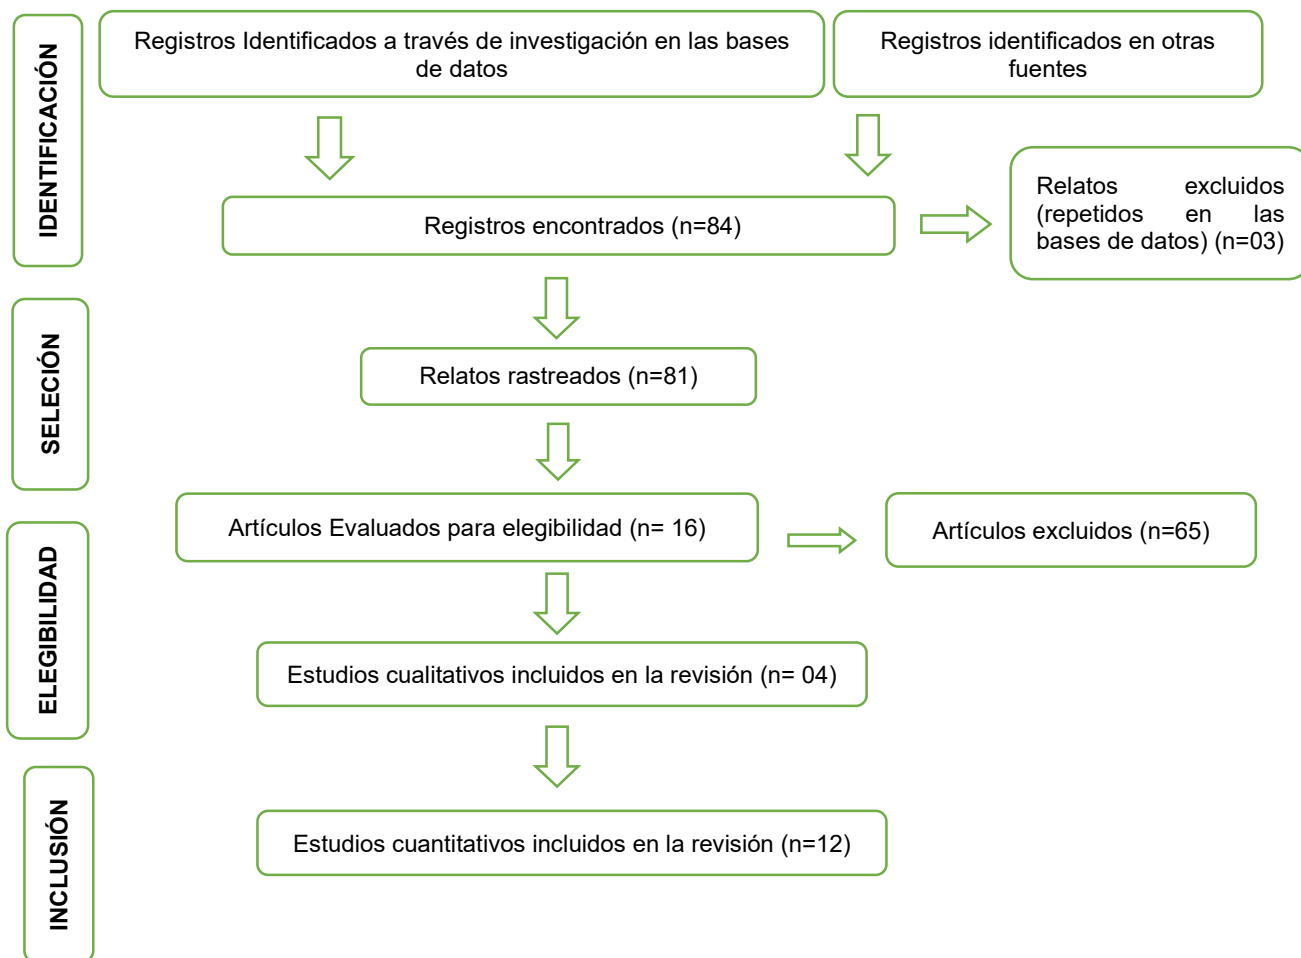 IDENTIFICACIÓN
Registros Identificados a través de investigación en las bases
de datos
Registros identificados en otras
fuentes
Registros encontrados (n=84)
Relatos excluidos
(repetidos en las
bases de datos) (n=03)
SELECIÓN
Relatos rastreados (n=81)
ELEGIBILIDAD
Artículos Evaluados para elegibilidad (n= 16)
Artículos excluidos (n=65)
Estudios cualitativos incluidos en la revisión (n= 04)
INCLUSIÓN
Estudios cuantitativos incluidos en la revisión (n=12)